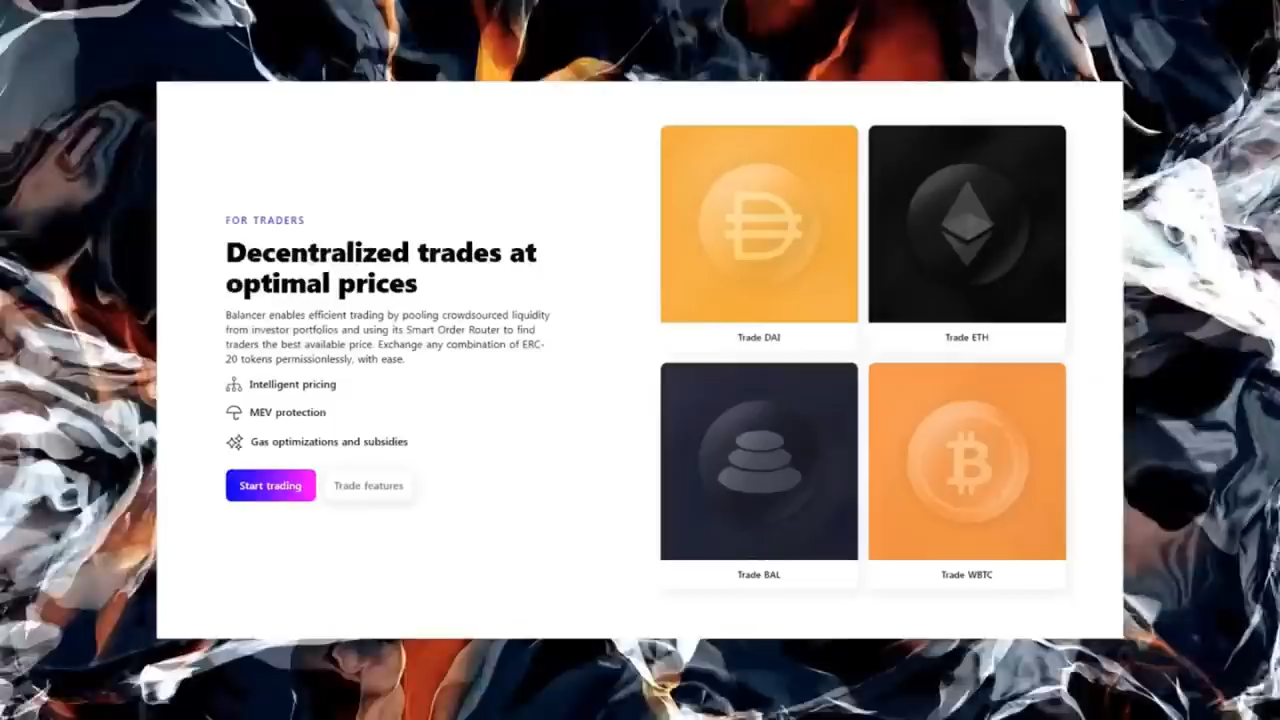 FOR TRADERS
Decentralized trades at
optimal prices
Balancer enables efficient trading by pooling crowdsourced liquidity
from investor portfolios and using its Smart Order Router to find
traders the best available price. Exchange any combination of ERC-
20 tokens permissionlessly, with ease.
Intelligent pricing
MEV protection
Gas optimizations and subsidies
Start trading
Trade features
Trade DAI
Trade ETH
Trade BAL
Trade WBTC